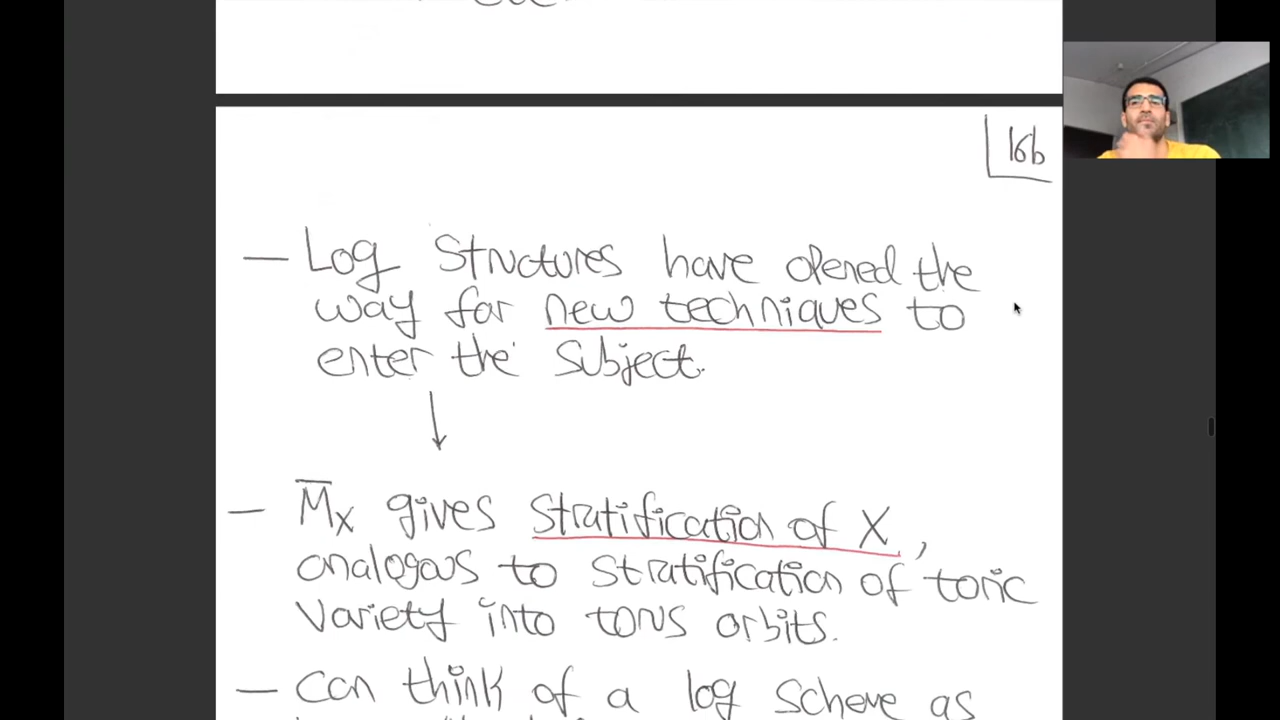 16b
— Log Structures have opened the
way for new techniques to
enter the subject.
↓
— M̅x gives stratification of X,
analogous to stratification of toric
variety into torus orbits.
— Can think of a log scheme as